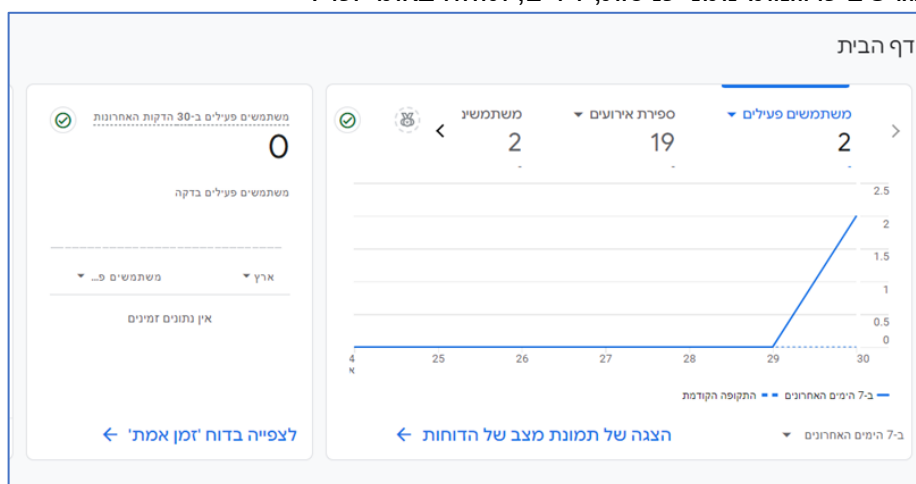 דף הבית
משתמשים פעילים
2
-
ספירת אירועים
19
-
משתמשי
2
-
2.5
2
1.5
1
0.5
0
4
א
25
26
27
28
29
30
ב-7 הימים האחרונים
התקופה הקודמת
ב-7 הימים האחרונים
הצגה של תמונת מצב של הדוחות
משתמשים פעילים ב-30 הדקות האחרונות
0
משתמשים פעילים בדקה
ארץ
משתמשים פ...
אין נתונים זמינים
לצפייה בדוח 'זמן אמת'